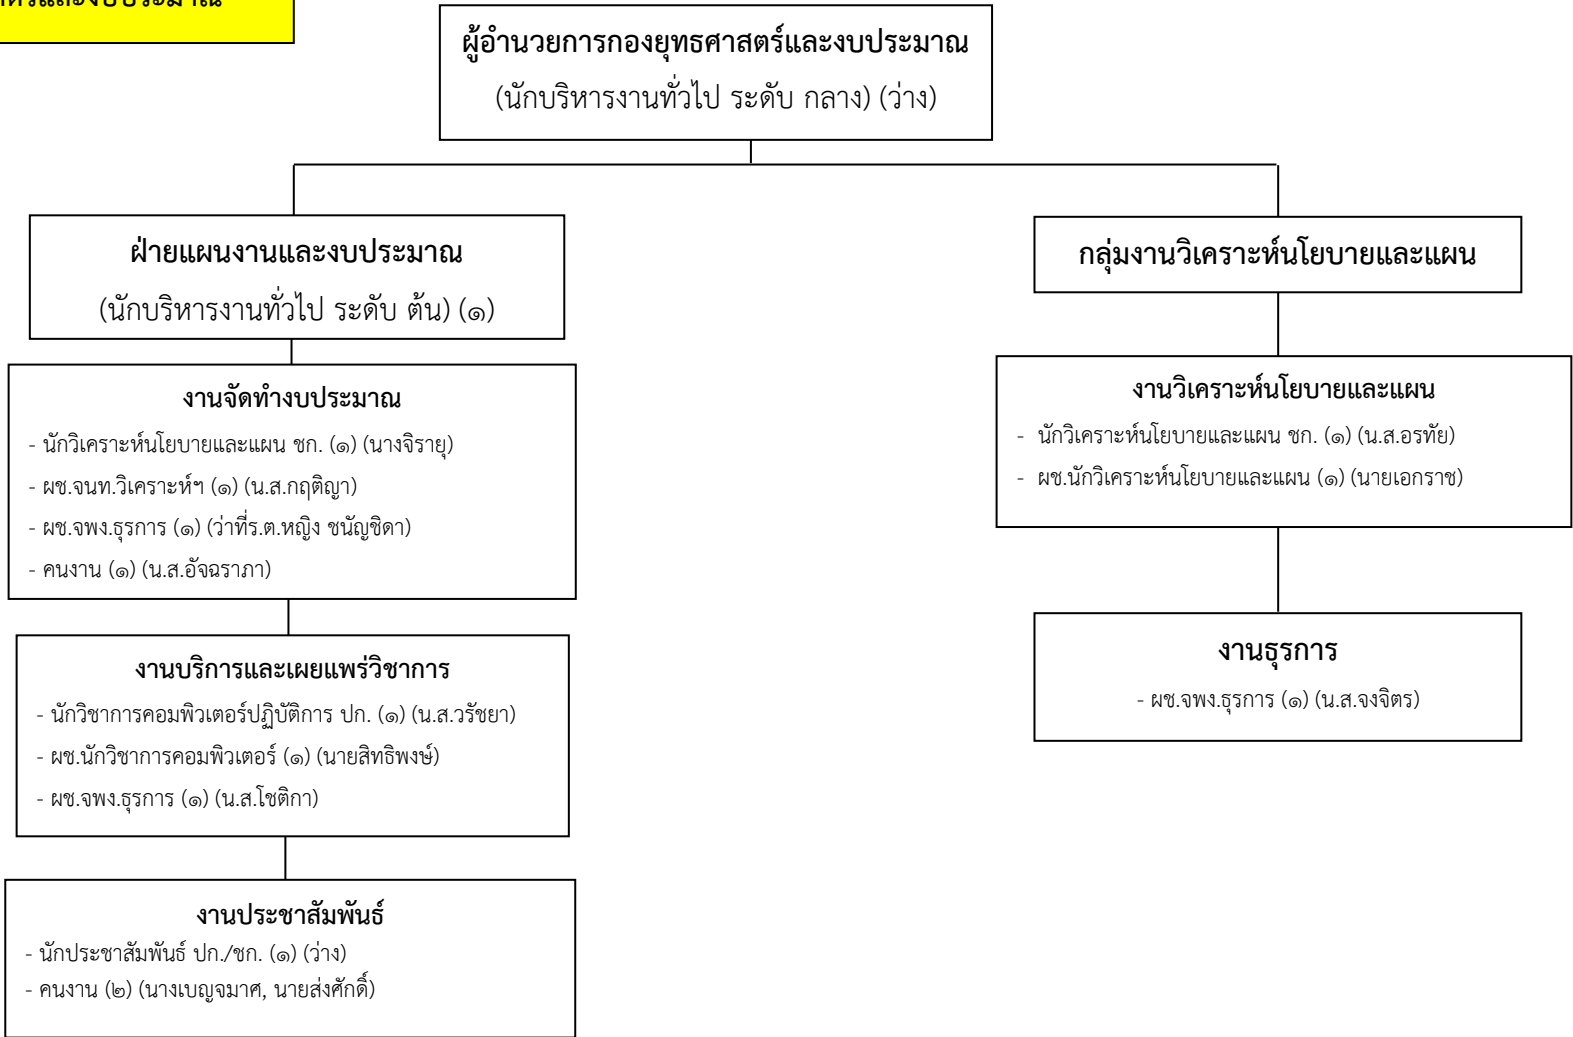 ผู้อำนวยการกองยุทธศาสตร์และงบประมาณ
(นักบริหารงานทั่วไป ระดับ กลาง) (ว่าง)
ฝ่ายแผนงานและงบประมาณ
(นักบริหารงานทั่วไป ระดับ ต้น) (๑)
งานจัดทำงบประมาณ
- นักวิเคราะห์นโยบายและแผน ชก. (๑) (นางจิรายุ)
- ผช.จนท.วิเคราะห์ฯ (๑) (น.ส.กฤติญา)
- ผช.จพง.ธุรการ (๑) (ว่าที่ร.ต.หญิง ชนัญชิดา)
- คนงาน (๑) (น.ส.อัจฉราภา)
งานบริการและเผยแพร่วิชาการ
- นักวิชาการคอมพิวเตอร์ปฏิบัติการ ปก. (๑) (น.ส.วรัชยา)
- ผช.นักวิชาการคอมพิวเตอร์ (๑) (นายสิทธิพงษ์)
- ผช.จพง.ธุรการ (๑) (น.ส.โชติกา)
งานประชาสัมพันธ์
- นักประชาสัมพันธ์ ปก./ชก. (๑) (ว่าง)
- คนงาน (๒) (นางเบญจมาศ, นายส่งศักดิ์)
กลุ่มงานวิเคราะห์นโยบายและแผน
งานวิเคราะห์นโยบายและแผน
- นักวิเคราะห์นโยบายและแผน ชก. (๑) (น.ส.อรทัย)
- ผช.นักวิเคราะห์นโยบายและแผน (๑) (นายเอกราช)
งานธุรการ
- ผช.จพง.ธุรการ (๑) (น.ส.จงจิตร)